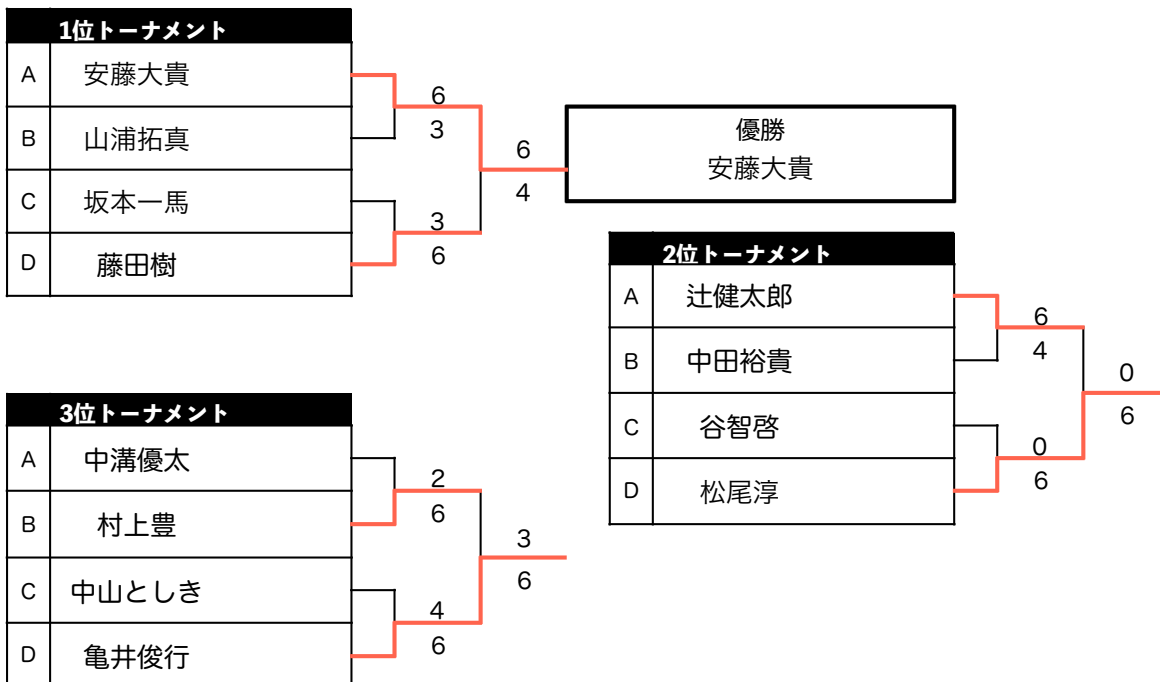 1位トーナメント
A 安藤大貴
6
3
B 山浦拓真
6
4
優勝
安藤大貴
C 坂本一馬
3
6
D 藤田樹
2位トーナメント
A 辻健太郎
6
4
B 中田裕貴
0
6
C 谷智啓
0
6
D 松尾淳
3位トーナメント
A 中溝優太
2
6
B 村上豊
3
6
C 中山としき
4
6
D 亀井俊行